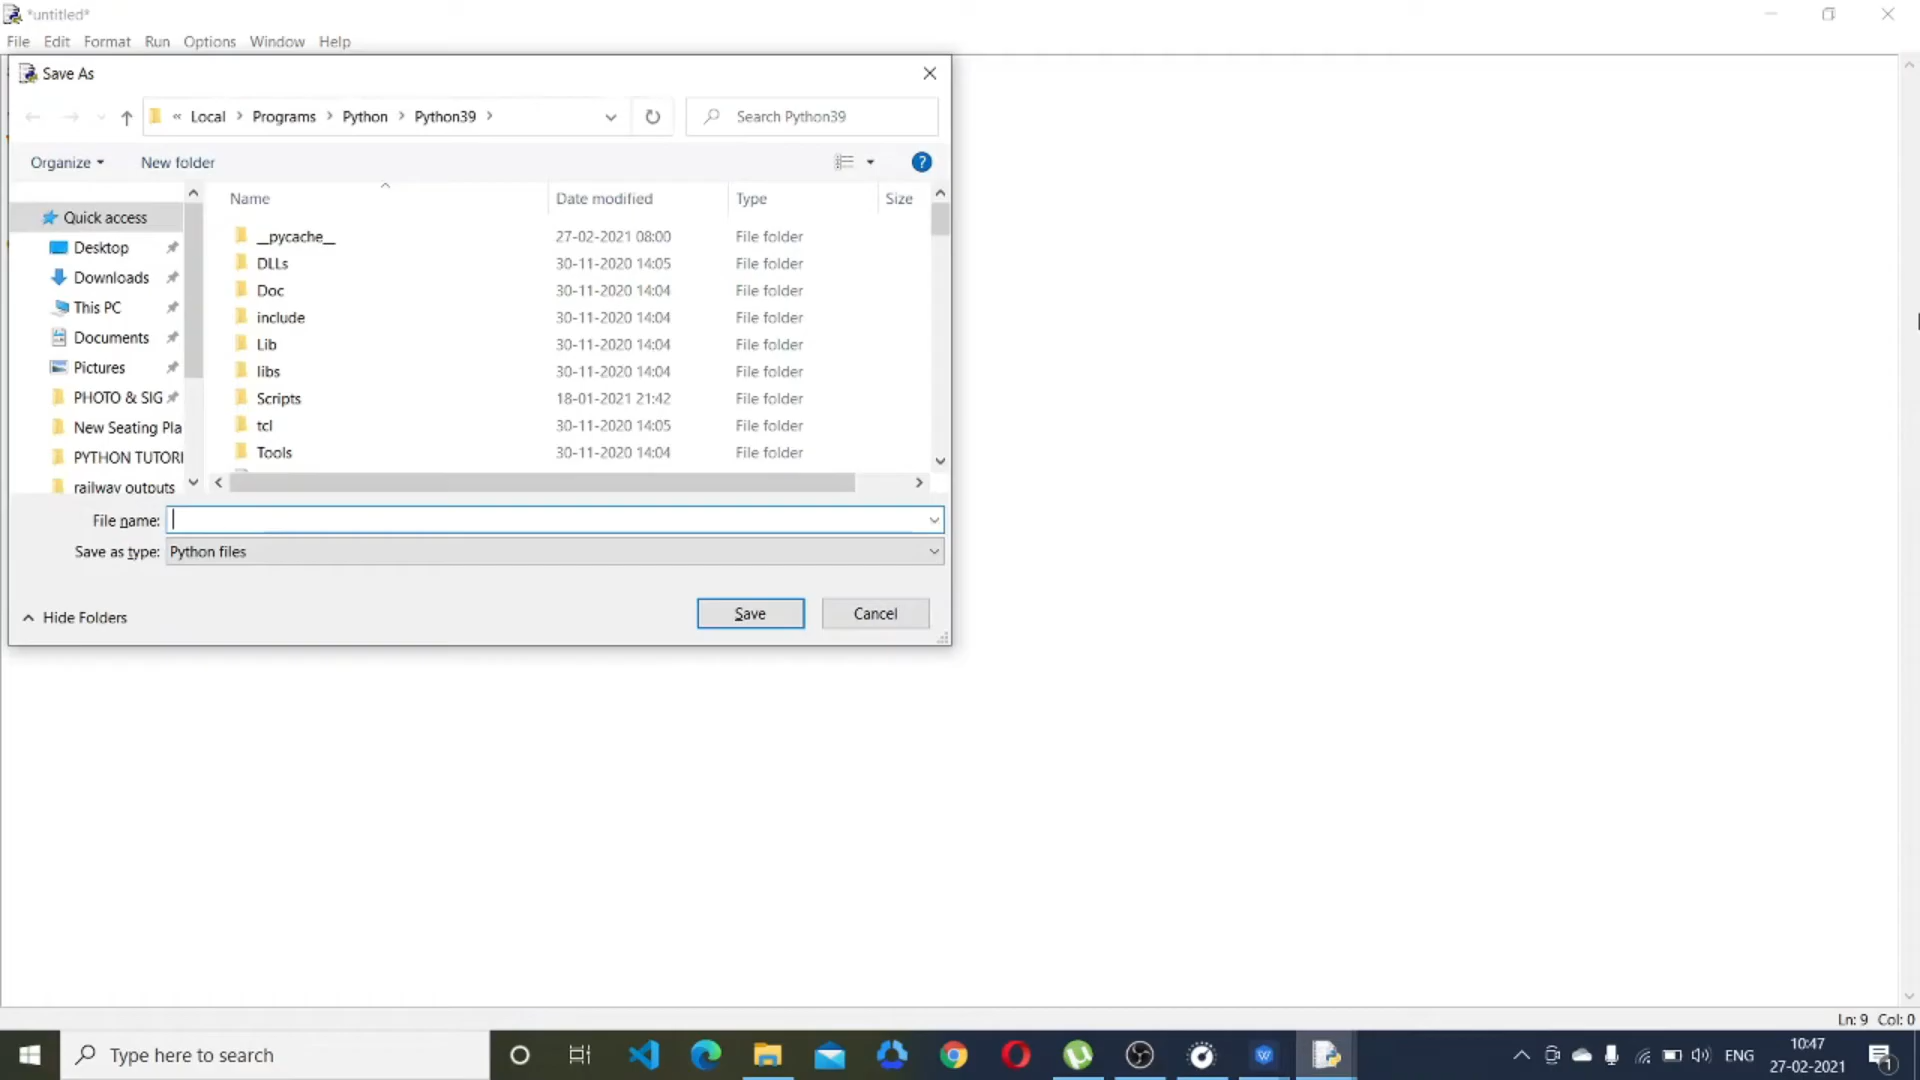 *untitled*
File Edit Format Run Options Window Help
Save As
« Local > Programs > Python > Python39 >
Search Python39
Organize
New folder
?
Name Date modified Type Size
Quick access
Desktop
Downloads
This PC
Documents
Pictures
PHOTO & SIG
New Seating Pla
PYTHON TUTORI
railway outputs
__pycache__ 27-02-2021 08:00 File folder
DLLs 30-11-2020 14:05 File folder
Doc 30-11-2020 14:04 File folder
include 30-11-2020 14:04 File folder
Lib 30-11-2020 14:04 File folder
libs 30-11-2020 14:04 File folder
Scripts 18-01-2021 21:42 File folder
tcl 30-11-2020 14:05 File folder
Tools 30-11-2020 14:04 File folder
File name:
Save as type: Python files
Hide Folders
Save
Cancel
Ln: 9 Col: 0
Type here to search
W
ENG
10:47
27-02-2021
1